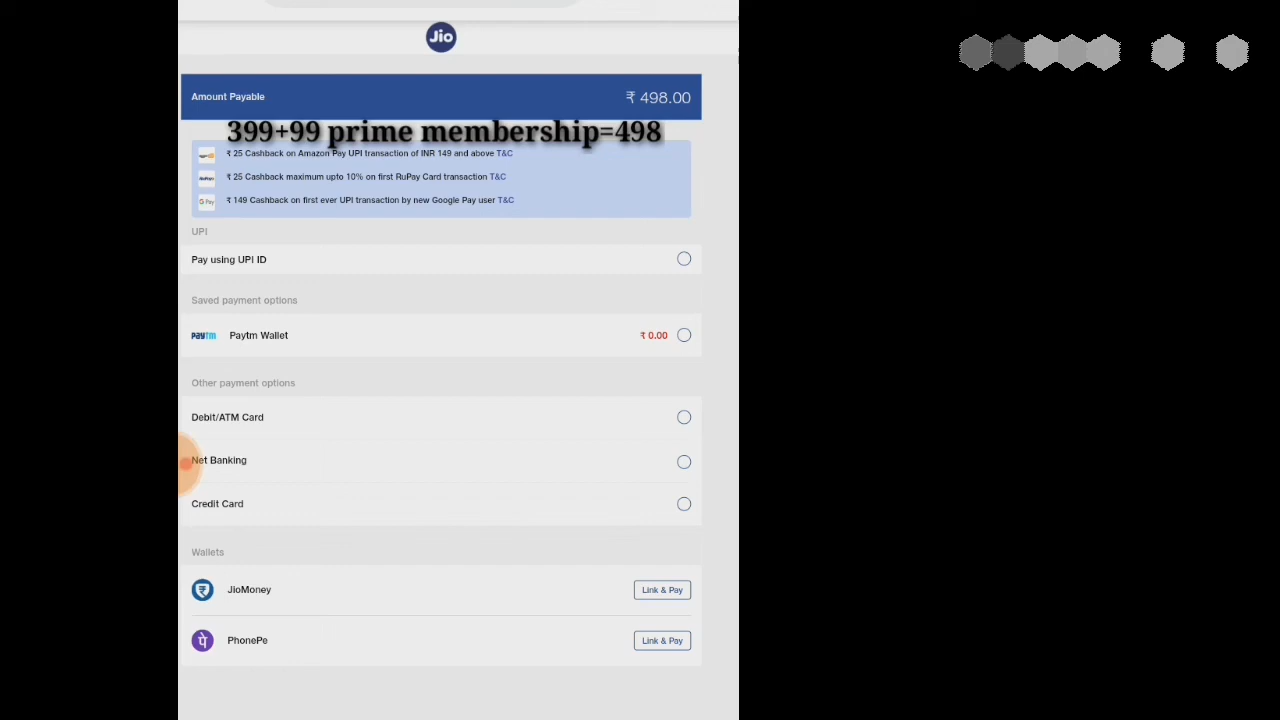 Jio
Amount Payable ₹ 498.00
399+99 prime membership=498
₹ 25 Cashback on Amazon Pay UPI transaction of INR 149 and above T&C
₹ 25 Cashback maximum upto 10% on first RuPay Card transaction T&C
G Pay ₹ 149 Cashback on first ever UPI transaction by new Google Pay user T&C
UPI
Pay using UPI ID
Saved payment options
paytm Paytm Wallet ₹ 0.00
Other payment options
Debit/ATM Card
Net Banking
Credit Card
Wallets
JioMoney Link & Pay
पे PhonePe Link & Pay